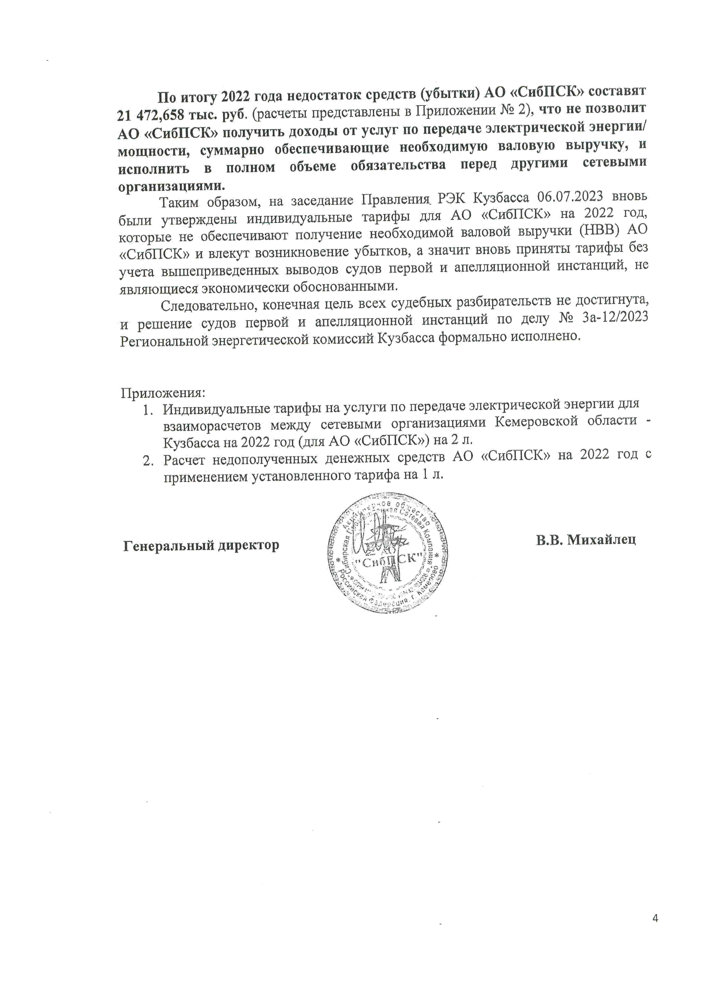 По итогу 2022 года недостаток средств (убытки) АО «СибПСК» составят
21 472,658 тыс. руб. (расчеты представлены в Приложении № 2), что не позволит
АО «СибПСК» получить доходы от услуг по передаче электрической энергии/
мощности, суммарно обеспечивающие необходимую валовую выручку, и
исполнить в полном объеме обязательства перед другими сетевыми
организациями.
Таким образом, на заседание Правления РЭК Кузбасса 06.07.2023 вновь
были утверждены индивидуальные тарифы для АО «СибПСК» на 2022 год,
которые не обеспечивают получение необходимой валовой выручки (НВВ) АО
«СибПСК» и влекут возникновение убытков, а значит вновь приняты тарифы без
учета вышеприведенных выводов судов первой и апелляционной инстанций, не
являющиеся экономически обоснованными.
Следовательно, конечная цель всех судебных разбирательств не достигнута,
и решение судов первой и апелляционной инстанций по делу № 3а-12/2023
Региональной энергетической комиссий Кузбасса формально исполнено.
Приложения:
1. Индивидуальные тарифы на услуги по передаче электрической энергии для
взаиморасчетов между сетевыми организациями Кемеровской области -
Кузбасса на 2022 год (для АО «СибПСК») на 2 л.
2. Расчет недополученных денежных средств АО «СибПСК» на 2022 год с
применением установленного тарифа на 1 л.
Генеральный директор
Акционерное общество
Сибирская Сетевая Компания
АО
"СибПСК"
Российская Федерация, г. Кемерово
В.В. Михайлец
4